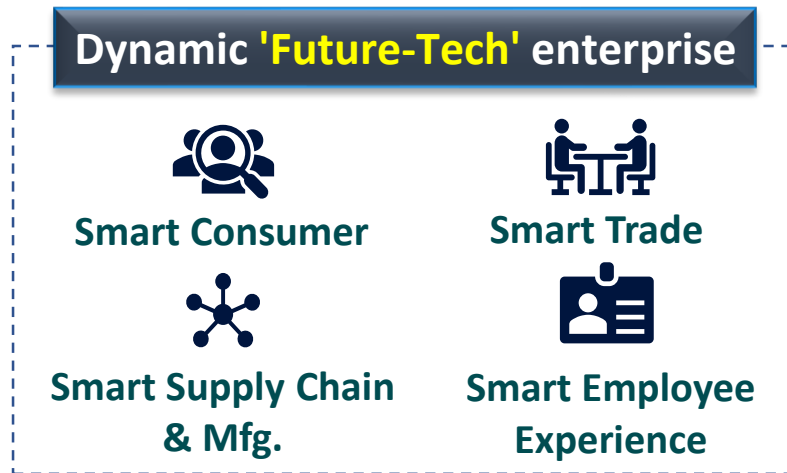 Dynamic 'Future-Tech' enterprise
Smart Consumer
Smart Trade
Smart Supply Chain
& Mfg.
Smart Employee
Experience